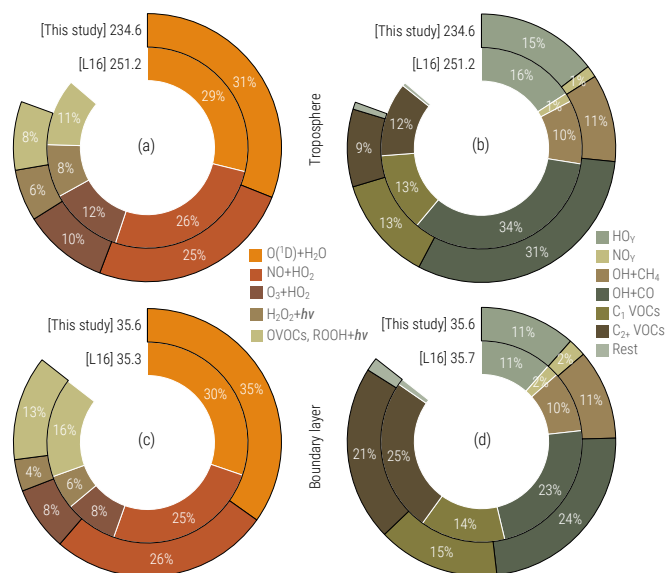 [This study] 234.6
[L16] 251.2
31%
29%
11%
8%
8%
6%
12%
10%
26%
25%
(a)
Troposphere
[This study] 234.6
[L16] 251.2
15%
16%
1%
1%
10%
11%
12%
9%
13%
13%
34%
31%
(b)
O(¹D)+H₂O
NO+HO₂
O₃+HO₂
H₂O₂+hv
OVOCs, ROOH+hv
HOᵧ
NOᵧ
OH+CH₄
OH+CO
C₁ VOCs
C₂₊ VOCs
Rest
[This study] 35.6
[L16] 35.3
30%
35%
13%
16%
4%
6%
8%
8%
25%
26%
(c)
Boundary layer
[This study] 35.6
[L16] 35.7
11%
11%
2%
2%
10%
11%
21%
25%
23%
24%
14%
15%
(d)